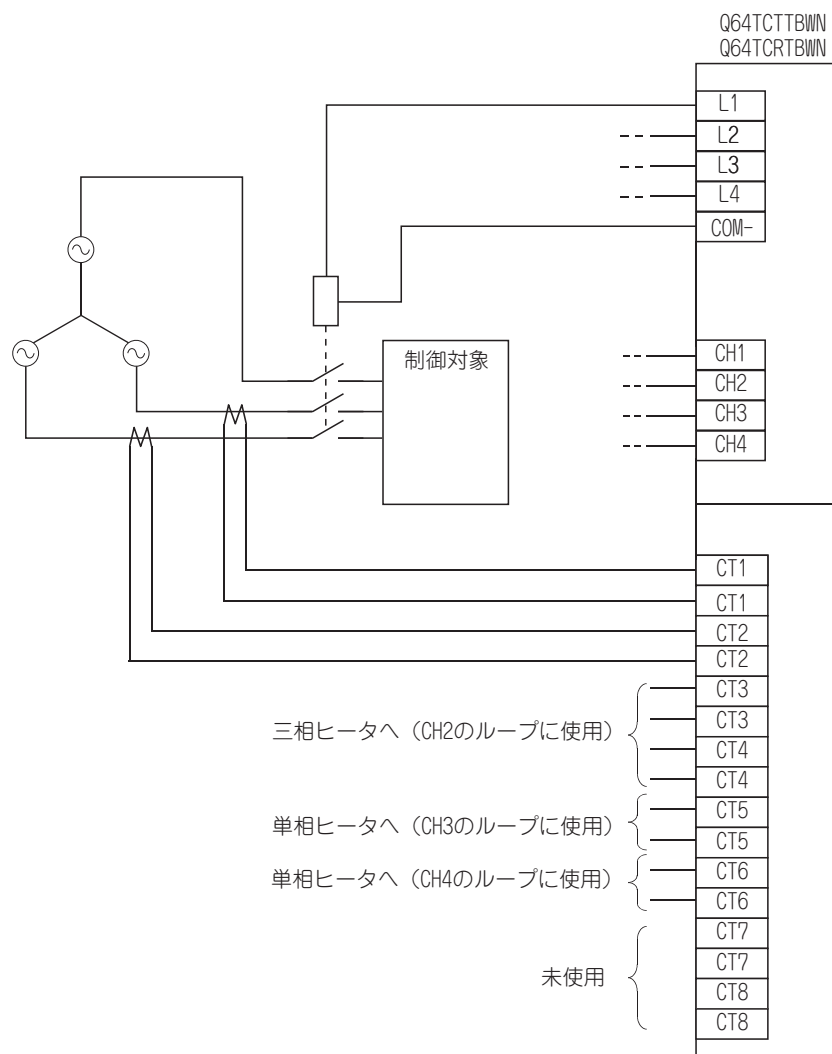 Q64TCTTBWN
Q64TCRTBWN
L1
L2
L3
L4
COM-
制御対象
CH1
CH2
CH3
CH4
CT1
CT1
CT2
CT2
CT3
CT3
三相ヒータへ（CH2のループに使用）
CT4
CT4
CT5
単相ヒータへ（CH3のループに使用）
CT5
CT6
単相ヒータへ（CH4のループに使用）
CT6
CT7
CT7
未使用
CT8
CT8